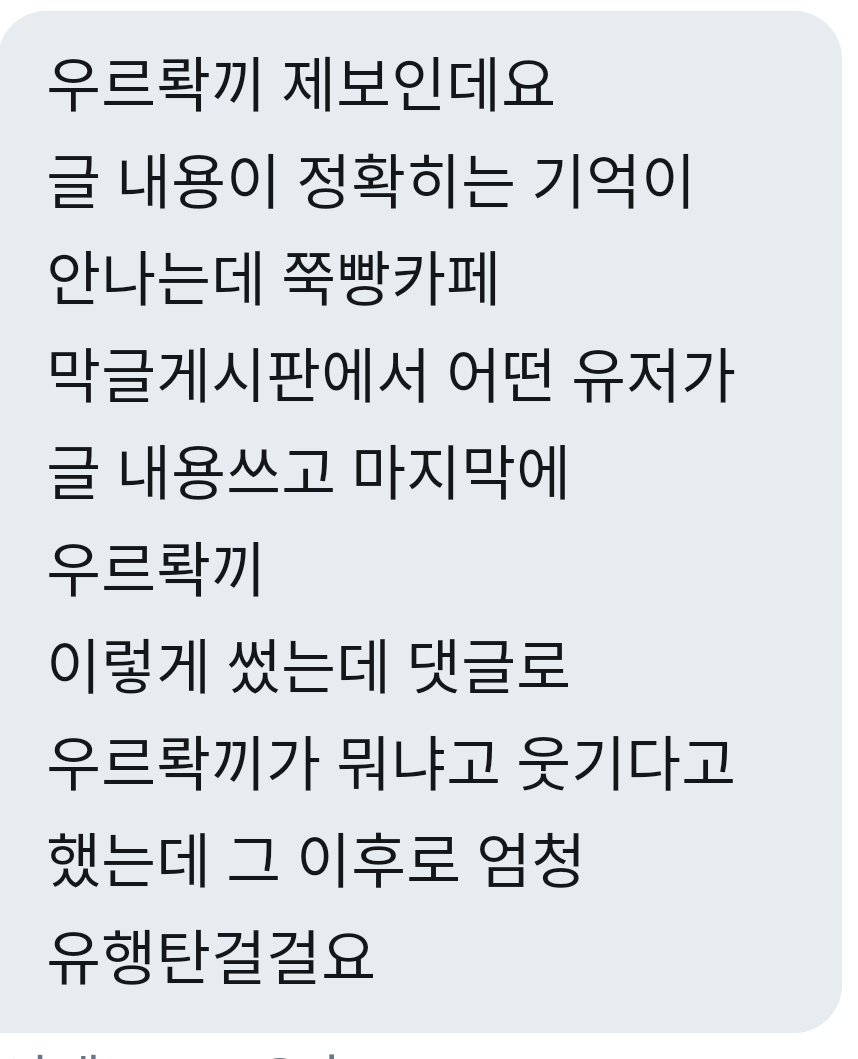 우르롹끼 제보인데요
글 내용이 정확히는 기억이
안나는데 쭉빵카페
막글게시판에서 어떤 유저가
글 내용쓰고 마지막에
우르롹끼
이렇게 썼는데 댓글로
우르롹끼가 뭐냐고 웃기다고
했는데 그 이후로 엄청
유행탄걸걸요